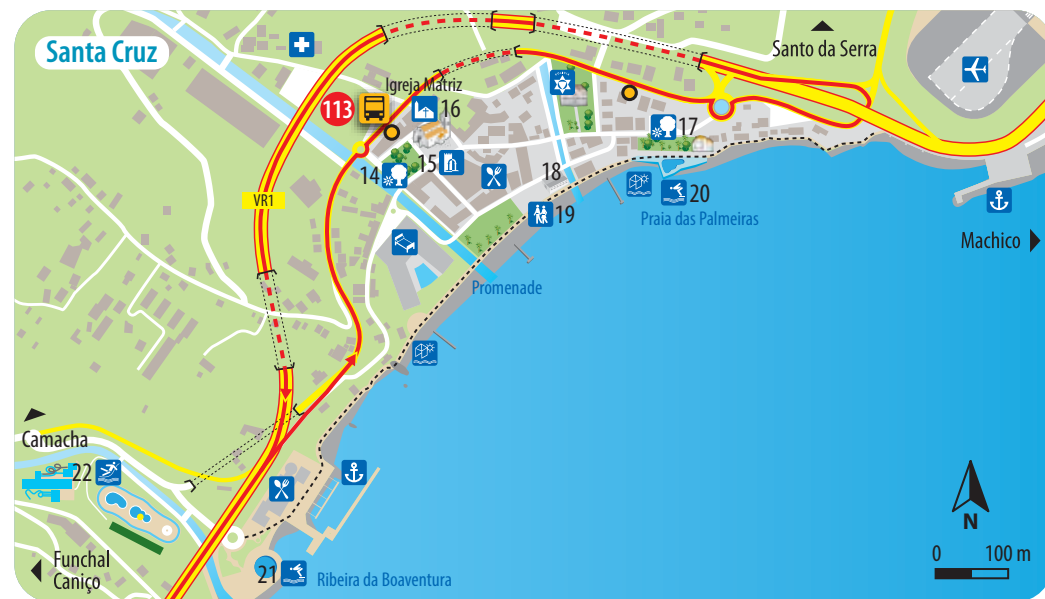 Santa Cruz
Santo da Serra
Igreja Matriz
113
16
17
15
14
18
20
19
VR1
Praia das Palmeiras
Machico
Promenade
Camacha
22
N
0 100 m
Funchal
Caniço
21
Ribeira da Boaventura